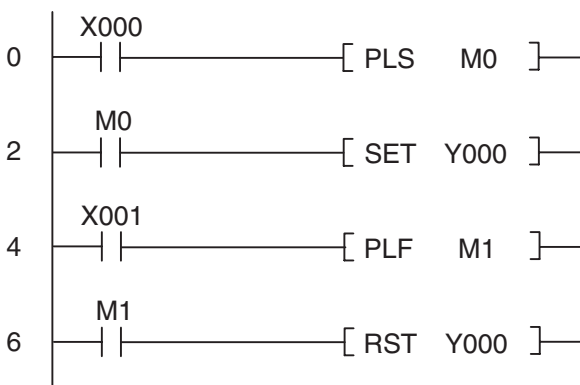 X000
0 [ PLS M0 ]
M0
2 [ SET Y000 ]
X001
4 [ PLF M1 ]
M1
6 [ RST Y000 ]